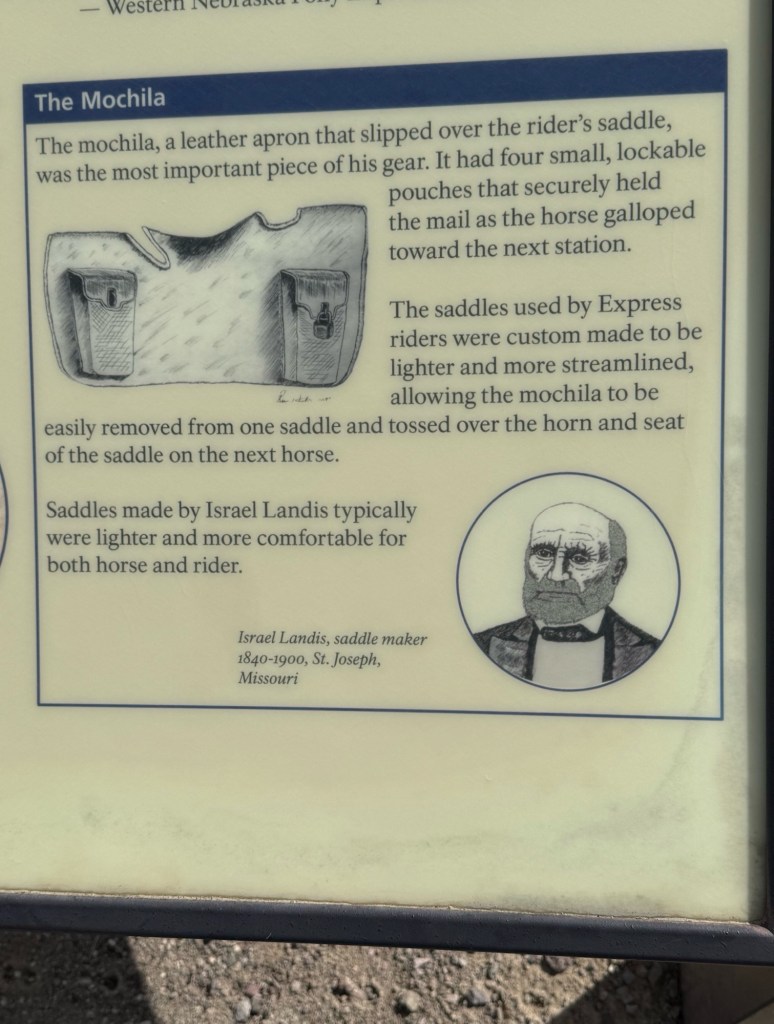 — Western Nebraska Pony
The Mochila
The mochila, a leather apron that slipped over the rider's saddle,
was the most important piece of his gear. It had four small, lockable
pouches that securely held
the mail as the horse galloped
toward the next station.
The saddles used by Express
riders were custom made to be
lighter and more streamlined,
allowing the mochila to be
easily removed from one saddle and tossed over the horn and seat
of the saddle on the next horse.
Saddles made by Israel Landis typically
were lighter and more comfortable for
both horse and rider.
Israel Landis, saddle maker
1840-1900, St. Joseph,
Missouri